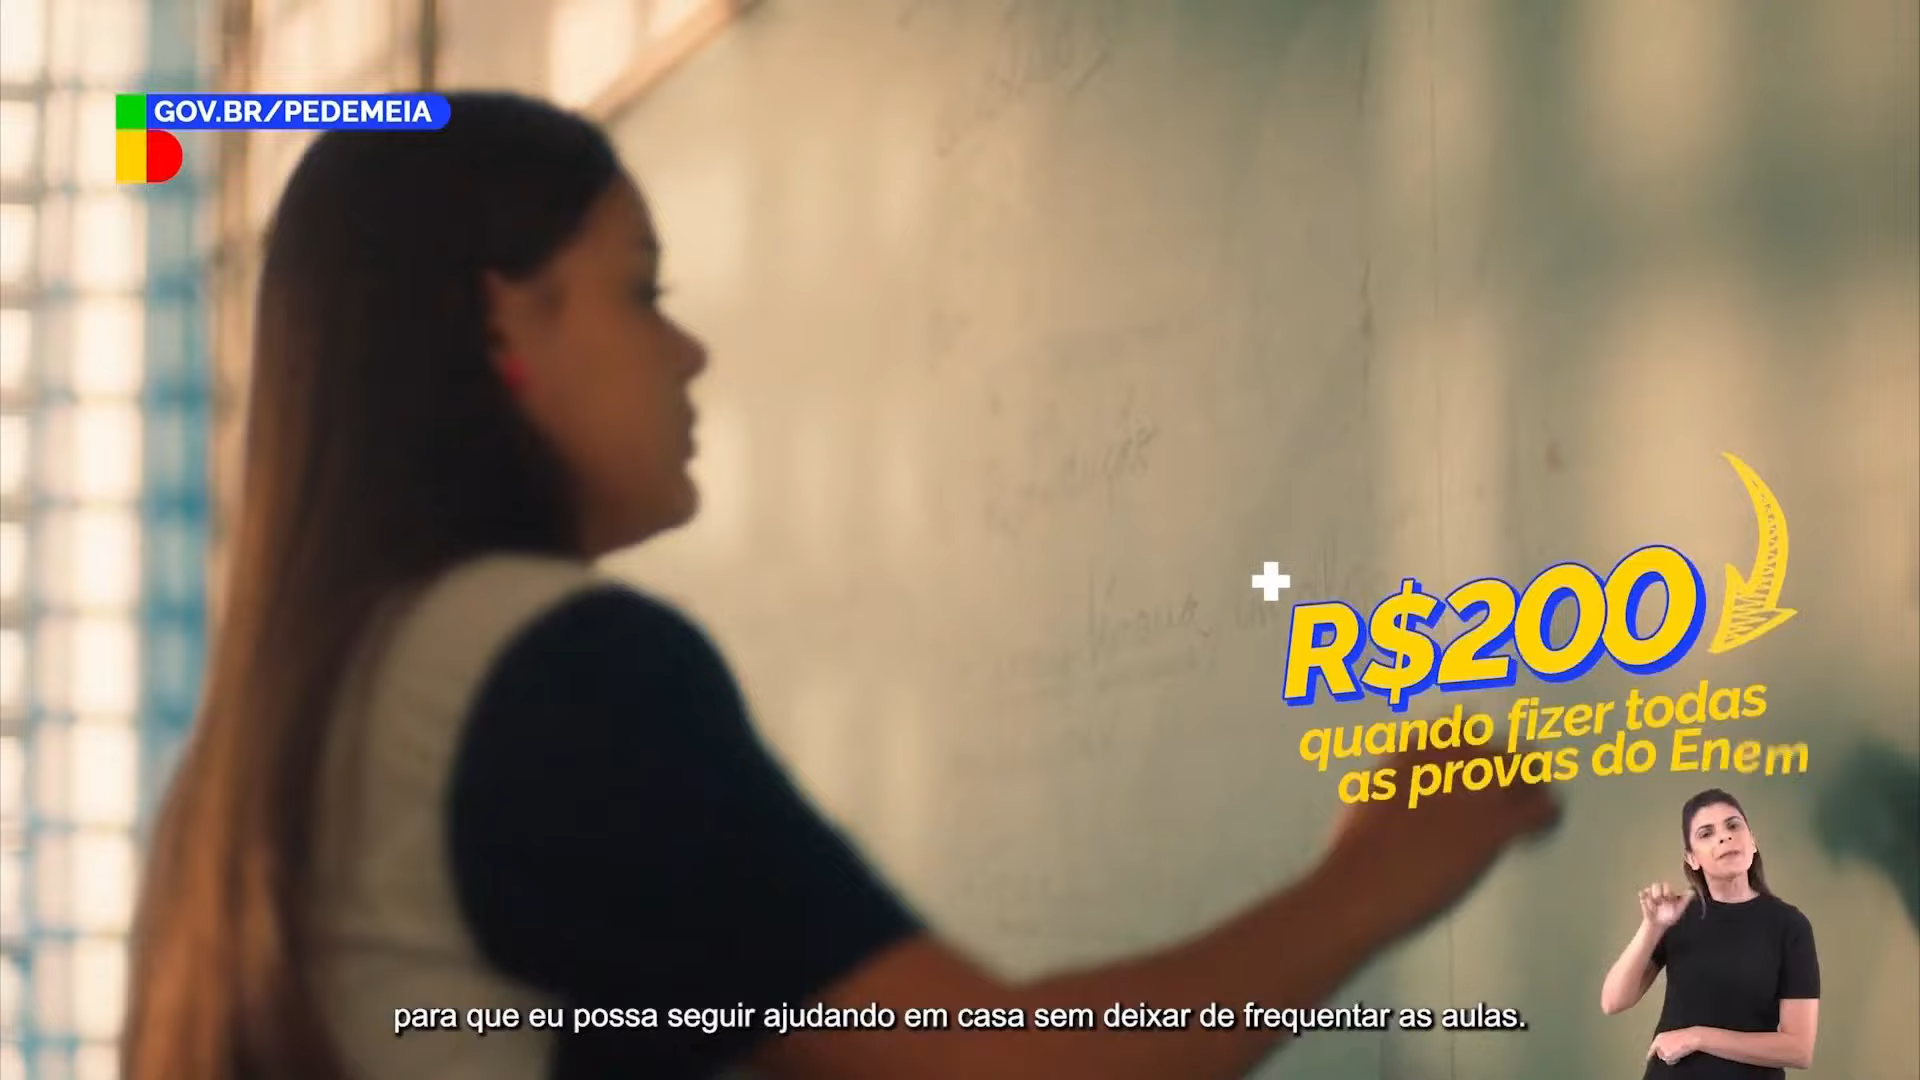 GOV.BR/PEDEMEIA
R$200
quando fizer todas
as provas do Enem
para que eu possa seguir ajudando em casa sem deixar de frequentar as aulas.